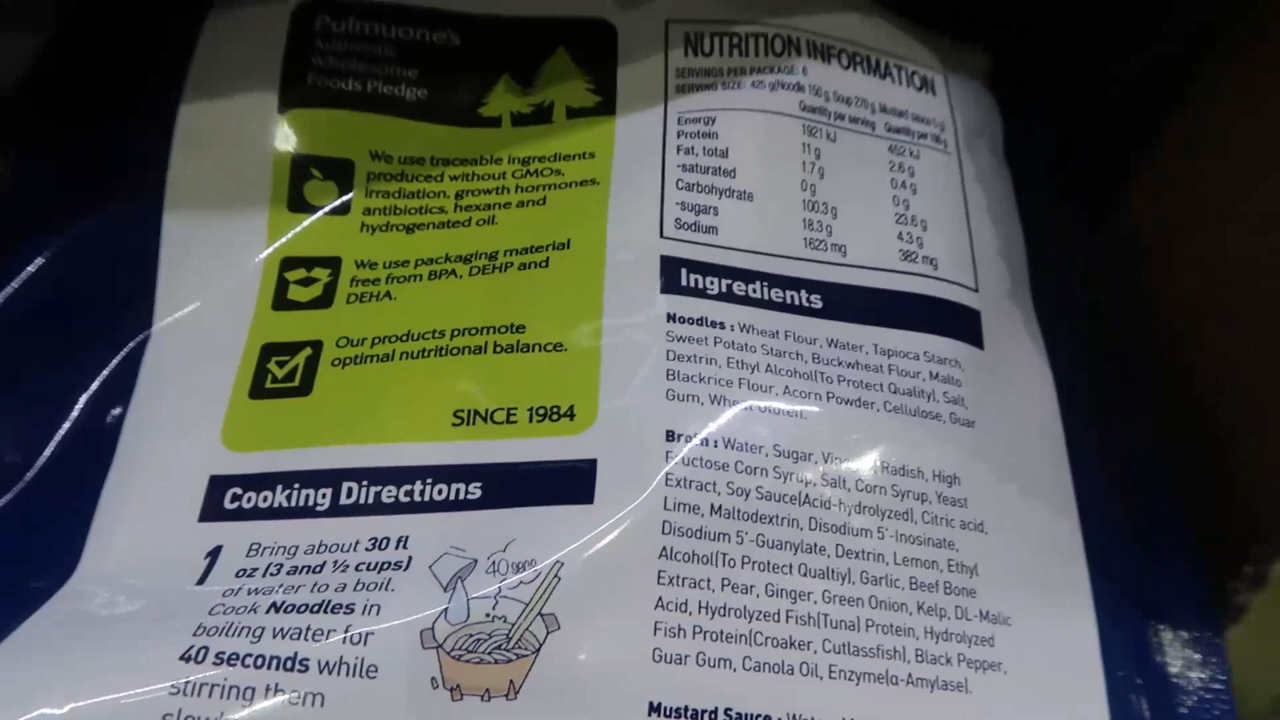 Pulmuone's
Authentic
Wholesome
Foods Pledge
We use traceable ingredients
produced without GMOs,
irradiation, growth hormones,
antibiotics, hexane and
hydrogenated oil.
We use packaging material
free from BPA, DEHP and
DEHA.
Our products promote
optimal nutritional balance.
SINCE 1984
Cooking Directions
1 Bring about 30 fl
oz (3 and ½ cups)
of water to a boil.
Cook Noodles in
boiling water for
40 seconds while
stirring them
40
NUTRITION INFORMATION
SERVINGS PER PACKAGE: 6
SERVING SIZE: 425 g(Noodle 150 g, Soup 270 g, Mustard sauce 5 g)
Quantity per serving Quantity per 100 g
Energy 1921 kJ 452 kJ
Protein 11 g 2.6 g
Fat, total 1.7 g 0.4 g
-saturated 0 g 0 g
Carbohydrate 100.3 g 23.6 g
-sugars 18.3 g 4.3 g
Sodium 1623 mg 382 mg
Ingredients
Noodles : Wheat Flour, Water, Tapioca Starch,
Sweet Potato Starch, Buckwheat Flour, Malto
Dextrin, Ethyl Alcohol(To Protect Quality), Salt,
Blackrice Flour, Acorn Powder, Cellulose, Guar
Gum, Wheat Gluten.
Broth : Water, Sugar, Radish, High
Fructose Corn Syrup, Salt, Corn Syrup, Yeast
Extract, Soy Sauce(Acid-hydrolyzed), Citric acid,
Lime, Maltodextrin, Disodium 5'-Inosinate,
Disodium 5'-Guanylate, Dextrin, Lemon, Ethyl
Alcohol(To Protect Qualtiy), Garlic, Beef Bone
Extract, Pear, Ginger, Green Onion, Kelp, DL-Malic
Acid, Hydrolyzed Fish(Tuna) Protein, Hydrolyzed
Fish Protein(Croaker, Cutlassfish), Black Pepper,
Guar Gum, Canola Oil, Enzyme(α-Amylase).
Mustard Sauce :